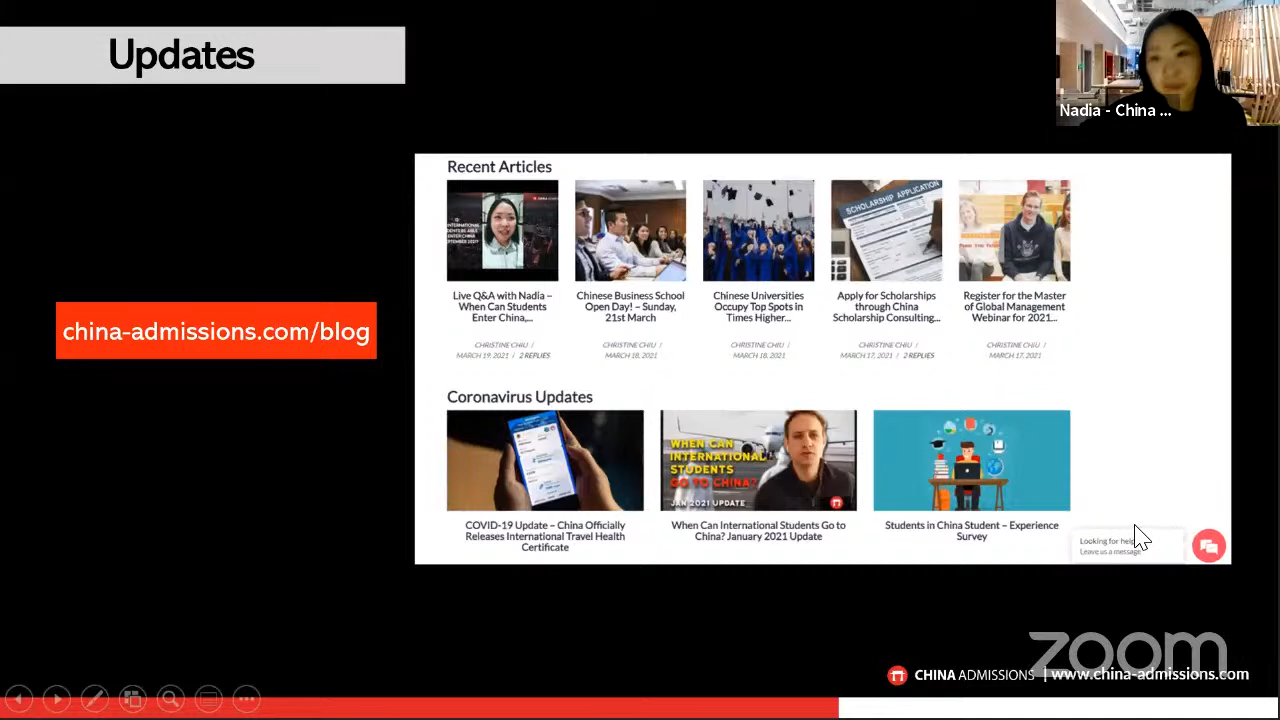 Updates
Nadia - China ...
china-admissions.com/blog
Recent Articles
SCHOLARSHIP APPLICATION
Live Q&A with Nadia –
When Can Students
Enter China,...
CHRISTINE CHIU /
MARCH 19, 2021 / 2 REPLIES
Chinese Business School
Open Day! – Sunday,
21st March
CHRISTINE CHIU /
MARCH 18, 2021
Chinese Universities
Occupy Top Spots in
Times Higher...
CHRISTINE CHIU /
MARCH 18, 2021
Apply for Scholarships
through China
Scholarship Consulting...
CHRISTINE CHIU /
MARCH 17, 2021 / 2 REPLIES
Register for the Master
of Global Management
Webinar for 2021...
CHRISTINE CHIU /
MARCH 17, 2021
Coronavirus Updates
WHEN CAN
INTERNATIONAL
STUDENTS
GO TO CHINA?
JAN 2021 UPDATE
COVID-19 Update – China Officially
Releases International Travel Health
Certificate
When Can International Students Go to
China? January 2021 Update
Students in China Student – Experience
Survey
Looking for help
Leave us a message
zoom
CHINA ADMISSIONS | www.china-admissions.com